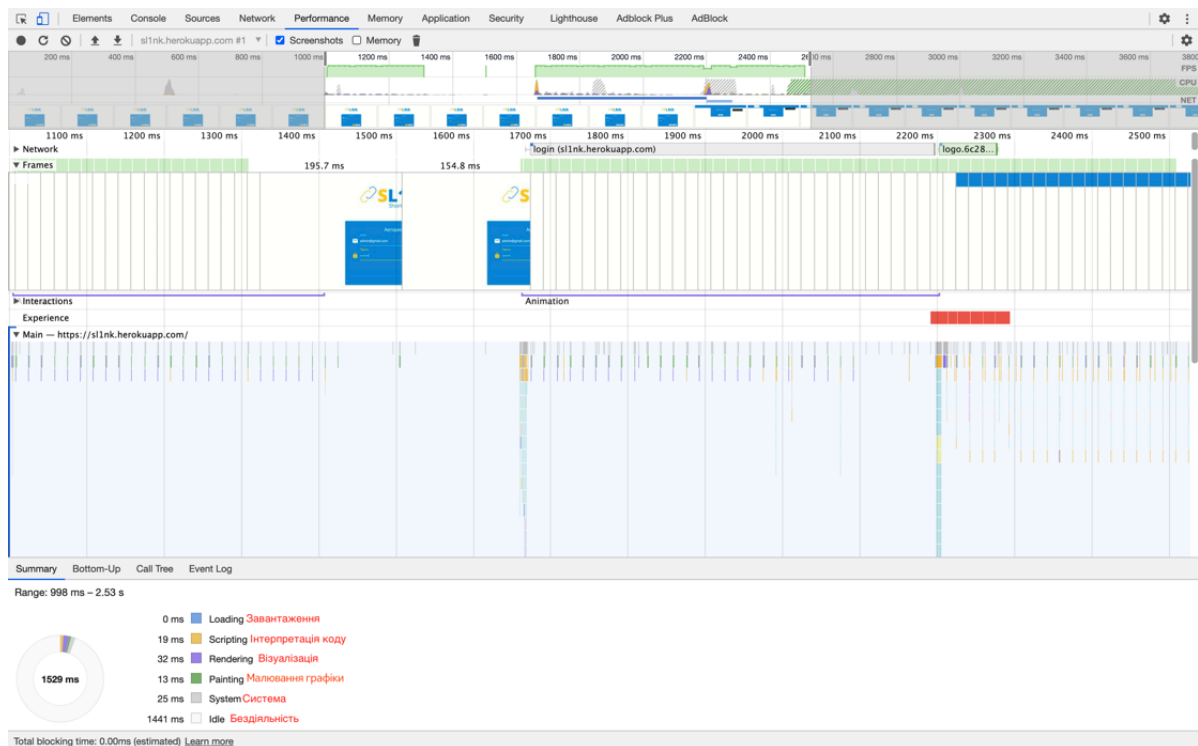 Elements Console Sources Network Performance Memory Application Security Lighthouse Adblock Plus AdBlock
sl1nk.herokuapp.com #1 Screenshots Memory
200 ms 400 ms 600 ms 800 ms 1000 ms 1200 ms 1400 ms 1600 ms 1800 ms 2000 ms 2200 ms 2400 ms 2800 ms 3000 ms 3200 ms 3400 ms 3600 ms
FPS
CPU
NET
1100 ms 1200 ms 1300 ms 1400 ms 1500 ms 1600 ms 1700 ms 1800 ms 1900 ms 2000 ms 2100 ms 2200 ms 2300 ms 2400 ms 2500 ms
Network login (sl1nk.herokuapp.com) logo.6c28...
Frames 195.7 ms 154.8 ms
SL1 S
Interactions Animation
Experience
Main — https://sl1nk.herokuapp.com/
Summary Bottom-Up Call Tree Event Log
Range: 998 ms – 2.53 s
0 ms Loading Завантаження
19 ms Scripting Інтерпретація коду
32 ms Rendering Візуалізація
1529 ms 13 ms Painting Малювання графіки
25 ms System Система
1441 ms Idle Бездіяльність
Total blocking time: 0.00ms (estimated) Learn more